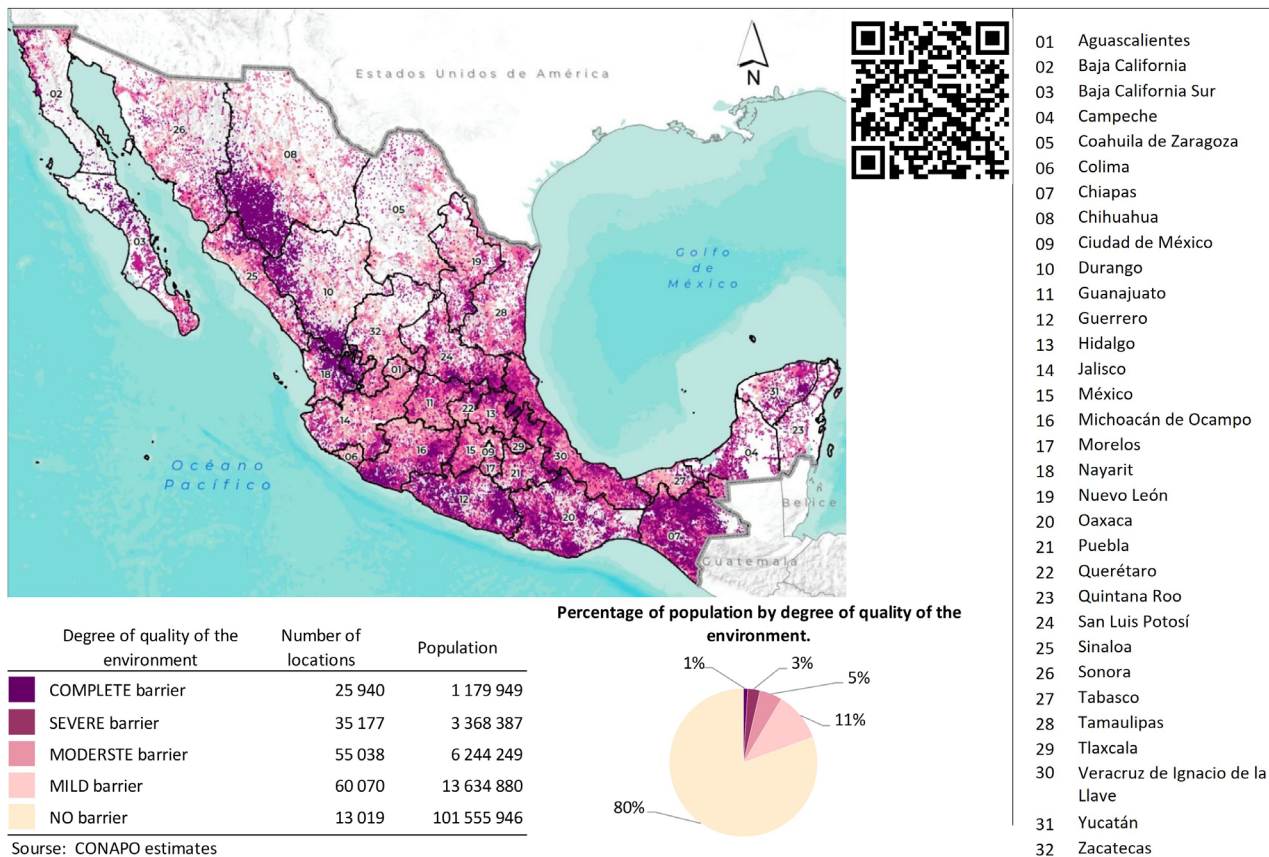 Estados Unidos de América
N
Golfo
de
México
Océano
Pacífico
Belice
Guatemala
02
26
08
03
05
25
10
19
28
32
24
18
01
14
11
22
13
06
16
15
09
29
17
21
30
12
20
27
07
04
31
23
01 Aguascalientes
02 Baja California
03 Baja California Sur
04 Campeche
05 Coahuila de Zaragoza
06 Colima
07 Chiapas
08 Chihuahua
09 Ciudad de México
10 Durango
11 Guanajuato
12 Guerrero
13 Hidalgo
14 Jalisco
15 México
16 Michoacán de Ocampo
17 Morelos
18 Nayarit
19 Nuevo León
20 Oaxaca
21 Puebla
22 Querétaro
23 Quintana Roo
24 San Luis Potosí
25 Sinaloa
26 Sonora
27 Tabasco
28 Tamaulipas
29 Tlaxcala
30 Veracruz de Ignacio de la
Llave
31 Yucatán
32 Zacatecas
Degree of quality of the
environment
Number of
locations
Population
COMPLETE barrier 25 940 1 179 949
SEVERE barrier 35 177 3 368 387
MODERSTE barrier 55 038 6 244 249
MILD barrier 60 070 13 634 880
NO barrier 13 019 101 555 946
Sourse: CONAPO estimates
Percentage of population by degree of quality of the
environment.
1%
3%
5%
11%
80%